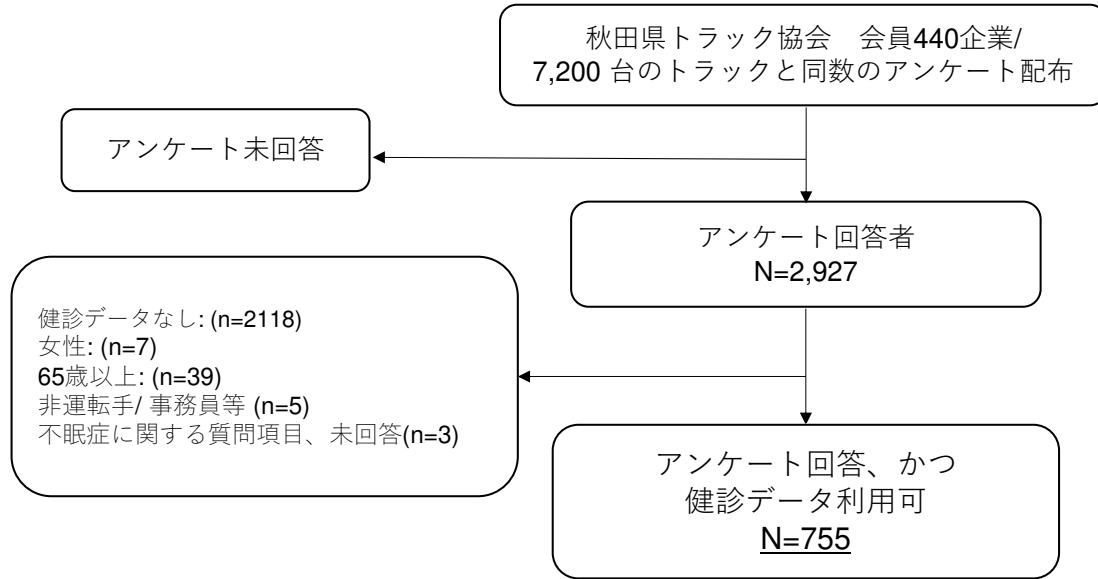 秋田県トラック協会　会員440企業/
7,200 台のトラックと同数のアンケート配布
アンケート未回答
アンケート回答者
N=2,927
健診データなし: (n=2118)
女性: (n=7)
65歳以上: (n=39)
非運転手/ 事務員等 (n=5)
不眠症に関する質問項目、未回答(n=3)
アンケート回答、かつ
健診データ利用可
N=755